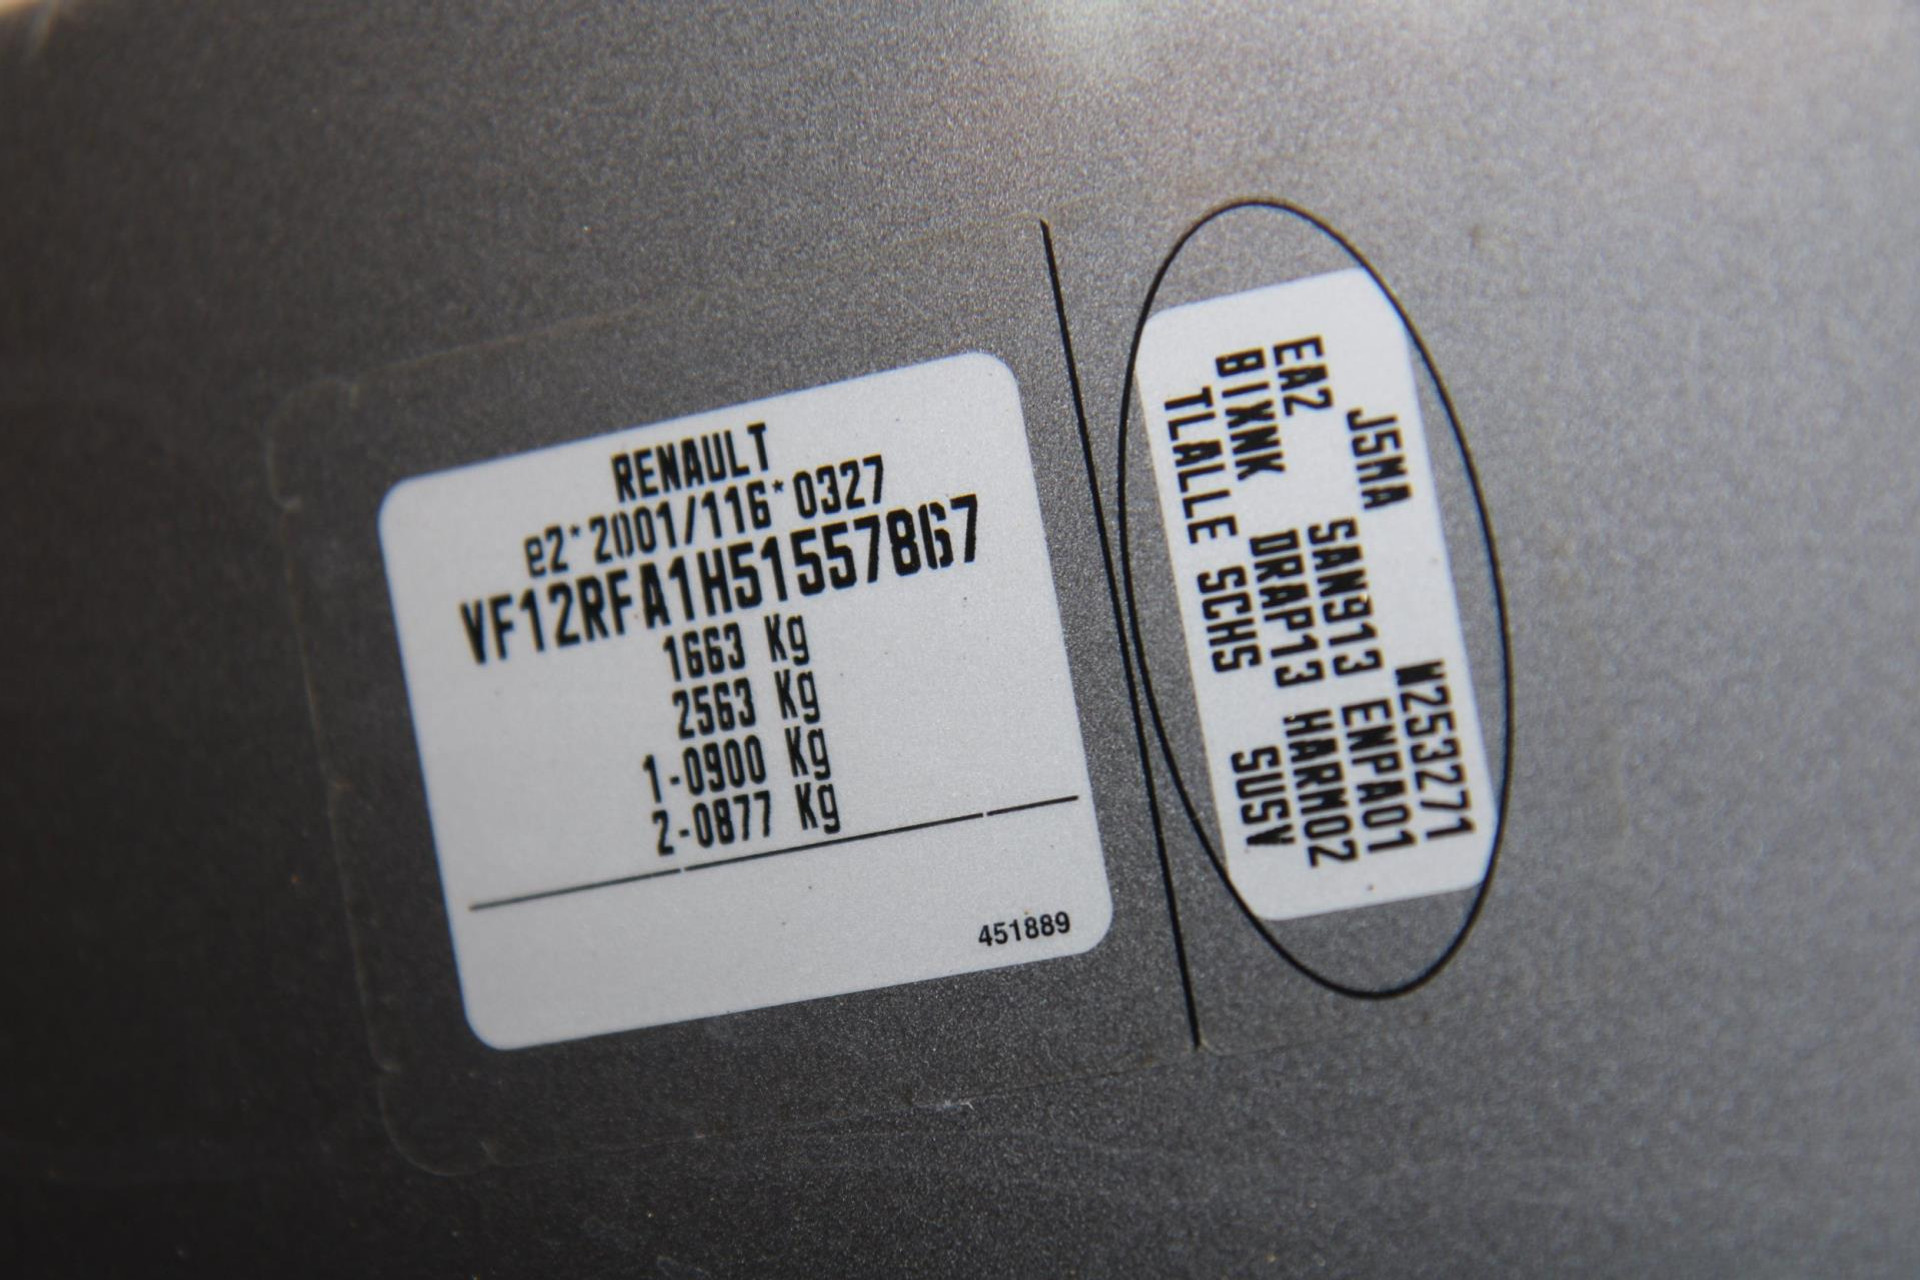 RENAULT
e2*2001/116*0327
VF12RFA1H51557867
1663 Kg
2563 Kg
1-0900 Kg
2-0877 Kg
451889
J5MA W253271
EA2 SAN913 ENPA01
BIXNK DRAP13 HARM02
TLALLE SCHS SUSV